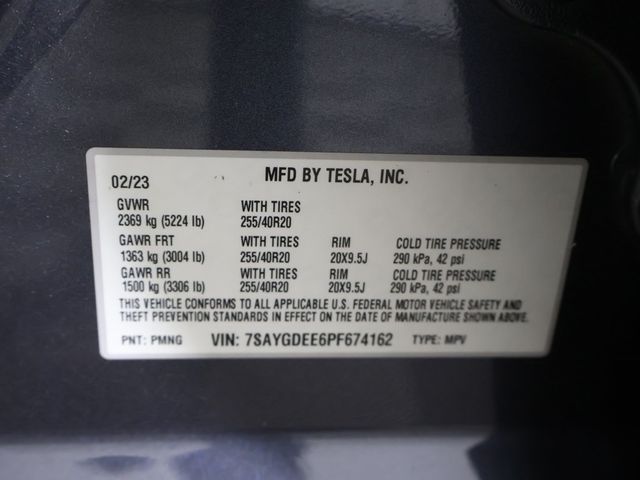 02/23 MFD BY TESLA, INC.
GVWR WITH TIRES
2369 kg (5224 lb) 255/40R20
GAWR FRT WITH TIRES RIM COLD TIRE PRESSURE
1363 kg (3004 lb) 255/40R20 20X9.5J 290 kPa, 42 psi
GAWR RR WITH TIRES RIM COLD TIRE PRESSURE
1500 kg (3306 lb) 255/40R20 20X9.5J 290 kPa, 42 psi
THIS VEHICLE CONFORMS TO ALL APPLICABLE U.S. FEDERAL MOTOR VEHICLE SAFETY AND
THEFT PREVENTION STANDARDS IN EFFECT ON THE DATE OF MANUFACTURE SHOWN ABOVE.
PNT: PMNG VIN: 7SAYGDEE6PF674162 TYPE: MPV